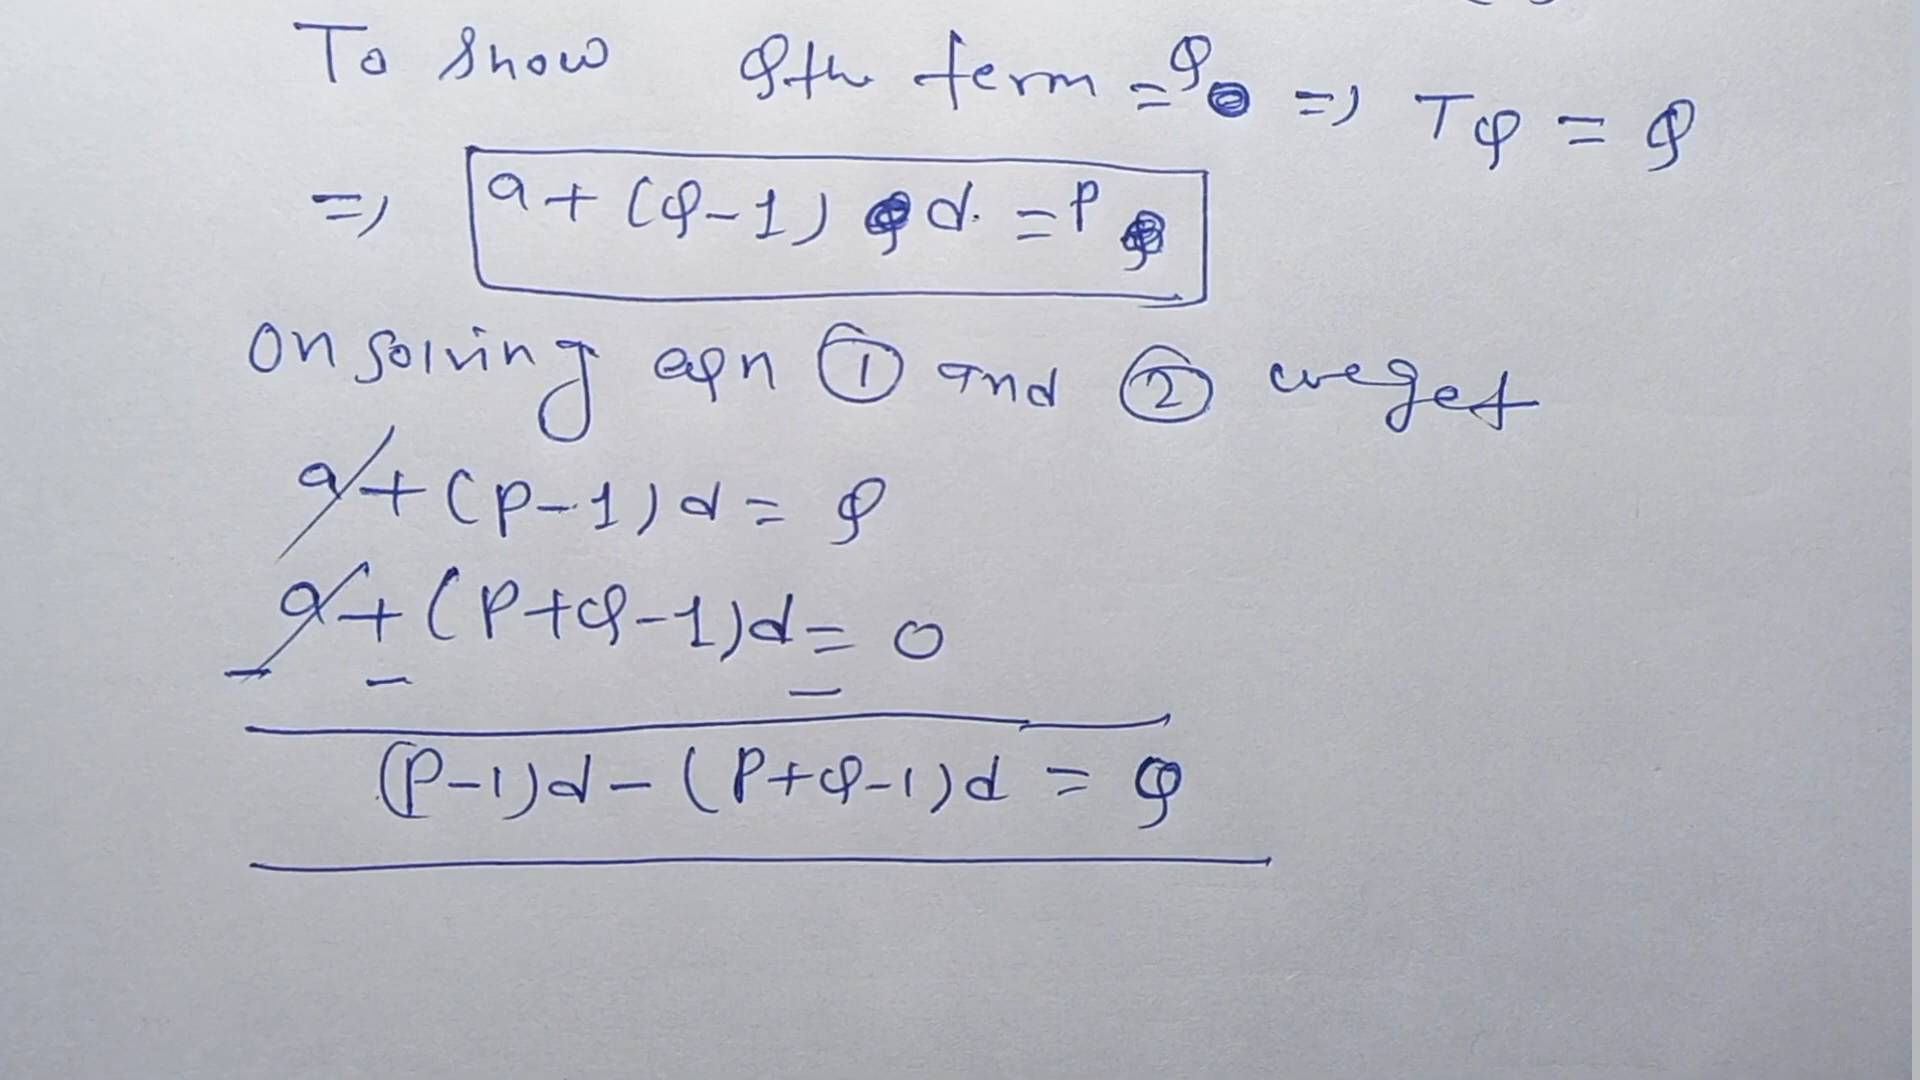 To show qth term = q => Tq = q
=> a + (q-1) d = p
on solving eqn ① and ② we get
a + (p-1)d = q
a + (p+q-1)d = 0
(p-1)d - (p+q-1)d = q